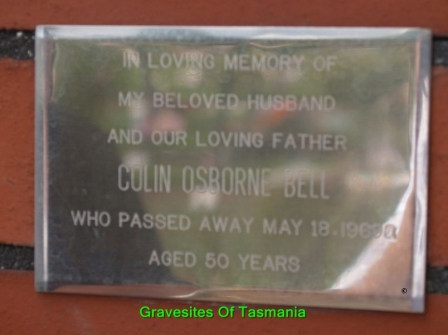 IN LOVING MEMORY OF
MY BELOVED HUSBAND
AND OUR LOVING FATHER
COLIN OSBORNE BELL
WHO PASSED AWAY MAY 18.
AGED 50 YEARS
©
Gravesites Of Tasmania